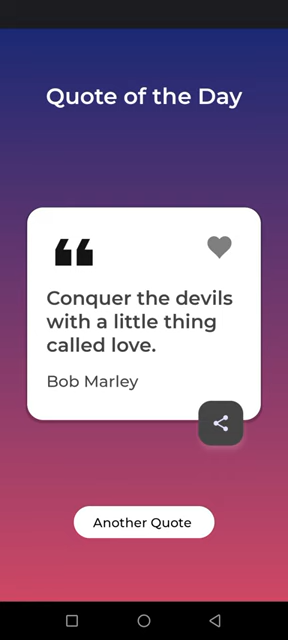 Quote of the Day
❝
Conquer the devils
with a little thing
called love.
Bob Marley
Another Quote